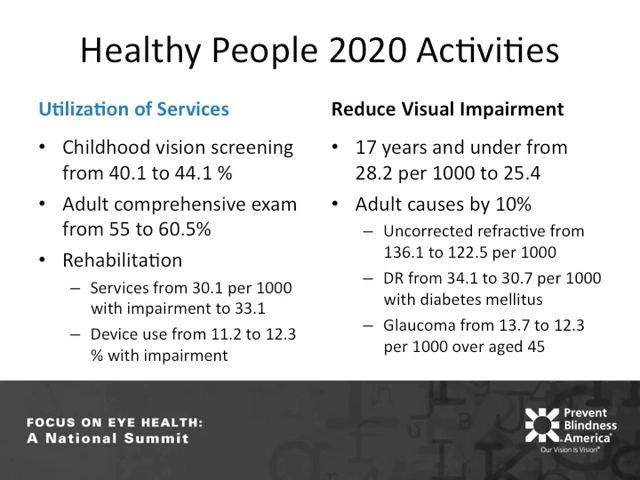 Healthy People 2020 Activities
Utilization of Services
• Childhood vision screening
from 40.1 to 44.1 %
• Adult comprehensive exam
from 55 to 60.5%
• Rehabilitation
– Services from 30.1 per 1000
with impairment to 33.1
– Device use from 11.2 to 12.3
% with impairment
Reduce Visual Impairment
• 17 years and under from
28.2 per 1000 to 25.4
• Adult causes by 10%
– Uncorrected refractive from
136.1 to 122.5 per 1000
– DR from 34.1 to 30.7 per 1000
with diabetes mellitus
– Glaucoma from 13.7 to 12.3
per 1000 over aged 45
FOCUS ON EYE HEALTH:
A National Summit
Prevent
Blindness
America®
Our Vision Is Vision®